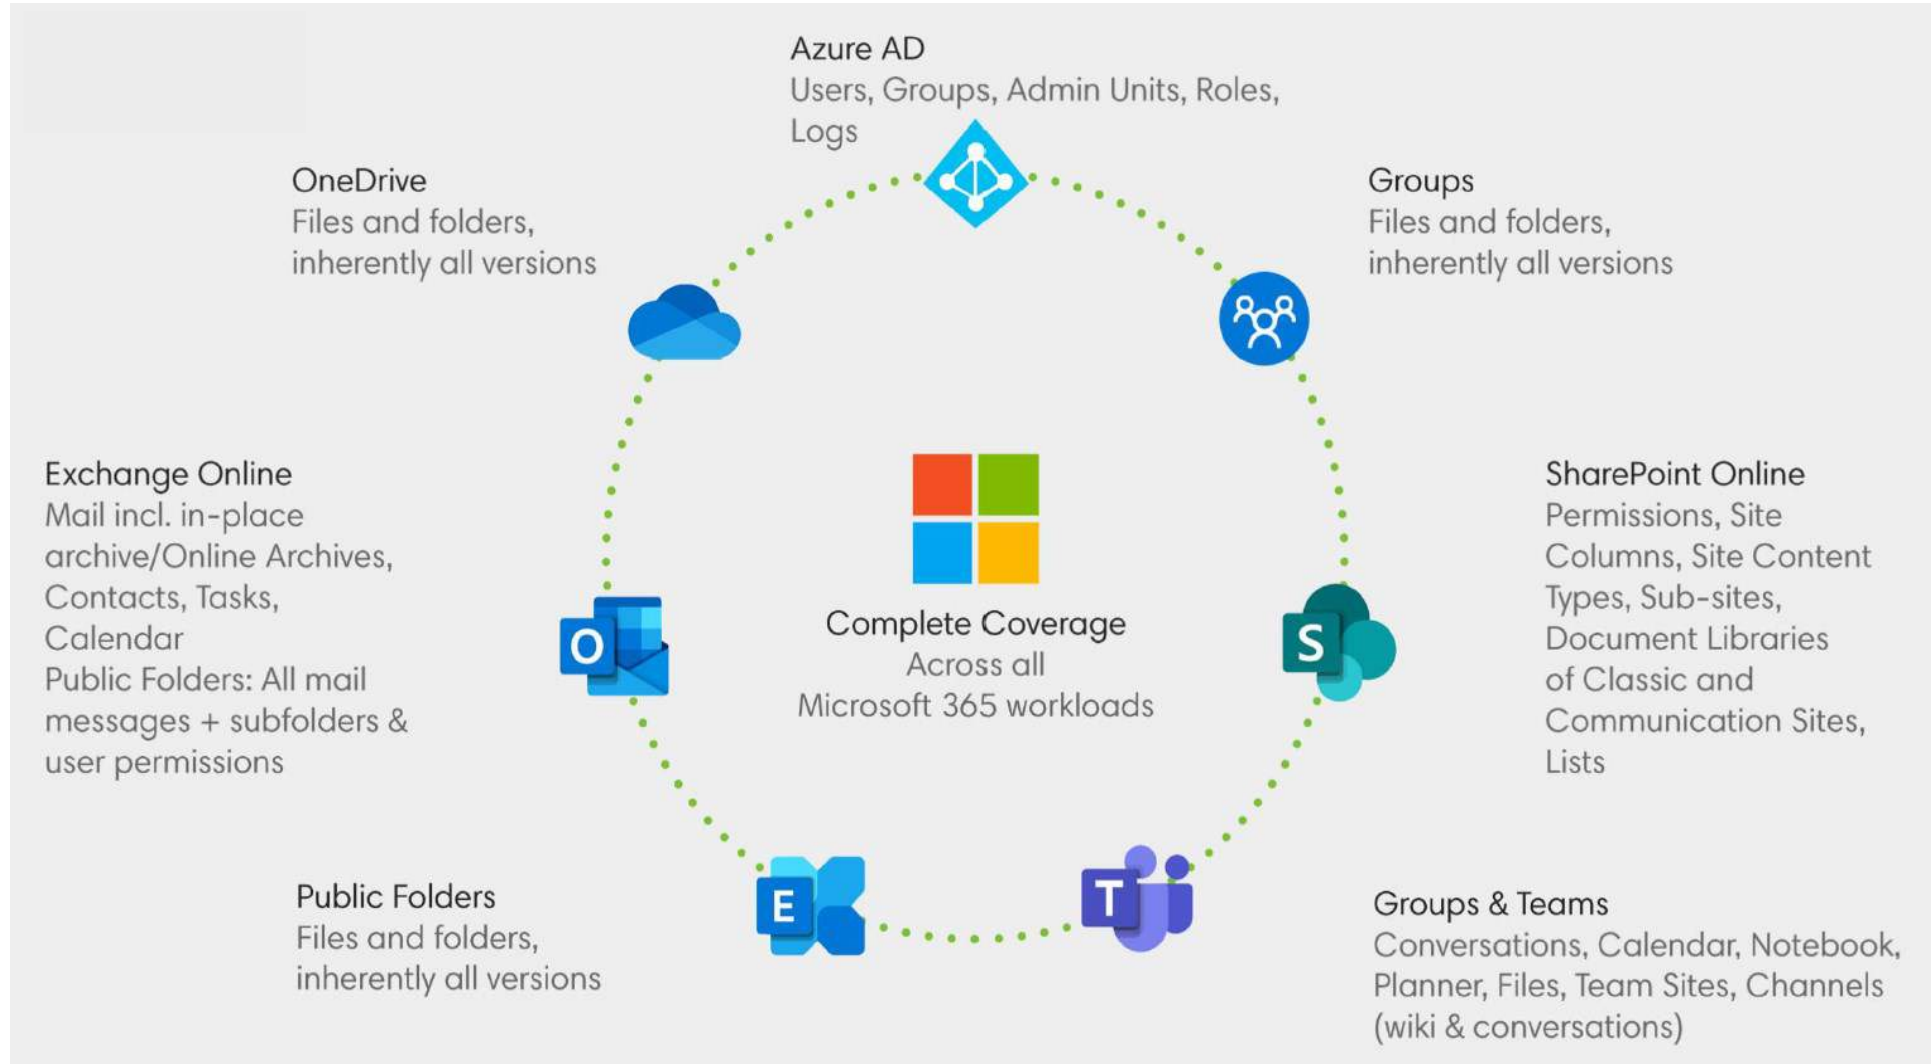 Azure AD
Users, Groups, Admin Units, Roles,
Logs
OneDrive
Files and folders,
inherently all versions
Groups
Files and folders,
inherently all versions
Exchange Online
Mail incl. in-place
archive/Online Archives,
Contacts, Tasks,
Calendar
Public Folders: All mail
messages + subfolders &
user permissions
O
Complete Coverage
Across all
Microsoft 365 workloads
S
SharePoint Online
Permissions, Site
Columns, Site Content
Types, Sub-sites,
Document Libraries
of Classic and
Communication Sites,
Lists
Public Folders
Files and folders,
inherently all versions
E
T
Groups & Teams
Conversations, Calendar, Notebook,
Planner, Files, Team Sites, Channels
(wiki & conversations)